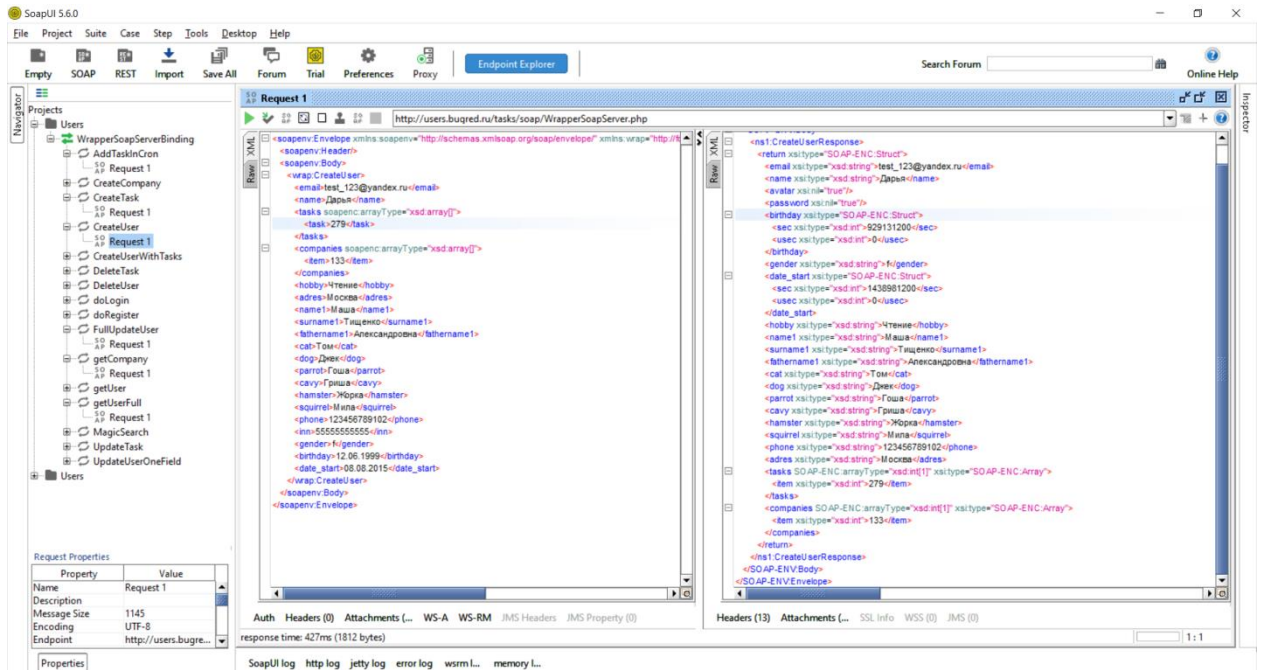 SoapUI 5.6.0
File Project Suite Case Step Tools Desktop Help
Empty SOAP REST Import Save All Forum Trial Preferences Proxy Endpoint Explorer Search Forum Online Help
Navigator
Projects
Users
WrapperSoapServerBinding
AddTaskInCron
Request 1
CreateCompany
CreateTask
Request 1
CreateUser
Request 1
CreateUserWithTasks
DeleteTask
DeleteUser
doLogin
doRegister
FullUpdateUser
Request 1
getCompany
Request 1
getUser
getUserFull
Request 1
MagicSearch
UpdateTask
UpdateUserOneField
Users
Request Properties
Property Value
Name Request 1
Description
Message Size 1145
Encoding UTF-8
Endpoint http://users.bugre...
Properties
Request 1
http://users.bugred.ru/tasks/soap/WrapperSoapServer.php
XML
Raw
<soapenv:Envelope xmlns:soapenv="http://schemas.xmlsoap.org/soap/envelope/" xmlns:wrap="http://f
<soapenv:Header/>
<soapenv:Body>
<wrap:CreateUser>
<email>test_123@yandex.ru</email>
<name>Дарья</name>
<tasks soapenc:arrayType="xsd:array[]">
<task>279</task>
</tasks>
<companies soapenc:arrayType="xsd:array[]">
<item>133</item>
</companies>
<hobby>Чтение</hobby>
<adres>Москва</adres>
<name1>Маша</name1>
<surname1>Тищенко</surname1>
<fathername1>Александровна</fathername1>
<cat>Том</cat>
<dog>Джек</dog>
<parrot>Гоша</parrot>
<cavy>Гриша</cavy>
<hamster>Жорка</hamster>
<squirrel>Мила</squirrel>
<phone>123456789102</phone>
<inn>55555555555</inn>
<gender>f</gender>
<birthday>12.06.1999</birthday>
<date_start>08.08.2015</date_start>
</wrap:CreateUser>
</soapenv:Body>
</soapenv:Envelope>
Auth Headers (0) Attachments (... WS-A WS-RM JMS Headers JMS Property (0)
response time: 427ms (1812 bytes)
XML
Raw
<ns1:CreateUserResponse>
<return xsi:type="SOAP-ENC:Struct">
<email xsi:type="xsd:string">test_123@yandex.ru</email>
<name xsi:type="xsd:string">Дарья</name>
<avatar xsi:nil="true"/>
<password xsi:nil="true"/>
<birthday xsi:type="SOAP-ENC:Struct">
<sec xsi:type="xsd:int">929131200</sec>
<usec xsi:type="xsd:int">0</usec>
</birthday>
<gender xsi:type="xsd:string">f</gender>
<date_start xsi:type="SOAP-ENC:Struct">
<sec xsi:type="xsd:int">1438981200</sec>
<usec xsi:type="xsd:int">0</usec>
</date_start>
<hobby xsi:type="xsd:string">Чтение</hobby>
<name1 xsi:type="xsd:string">Маша</name1>
<surname1 xsi:type="xsd:string">Тищенко</surname1>
<fathername1 xsi:type="xsd:string">Александровна</fathername1>
<cat xsi:type="xsd:string">Том</cat>
<dog xsi:type="xsd:string">Джек</dog>
<parrot xsi:type="xsd:string">Гоша</parrot>
<cavy xsi:type="xsd:string">Гриша</cavy>
<hamster xsi:type="xsd:string">Жорка</hamster>
<squirrel xsi:type="xsd:string">Мила</squirrel>
<phone xsi:type="xsd:string">123456789102</phone>
<adres xsi:type="xsd:string">Москва</adres>
<tasks SOAP-ENC:arrayType="xsd:int[1]" xsi:type="SOAP-ENC:Array">
<item xsi:type="xsd:int">279</item>
</tasks>
<companies SOAP-ENC:arrayType="xsd:int[1]" xsi:type="SOAP-ENC:Array">
<item xsi:type="xsd:int">133</item>
</companies>
</return>
</ns1:CreateUserResponse>
</SOAP-ENV:Body>
</SOAP-ENV:Envelope>
Headers (13) Attachments (... SSL Info WSS (0) JMS (0)
1 : 1
Inspector
SoapUI log http log jetty log error log wsrm l... memory l...